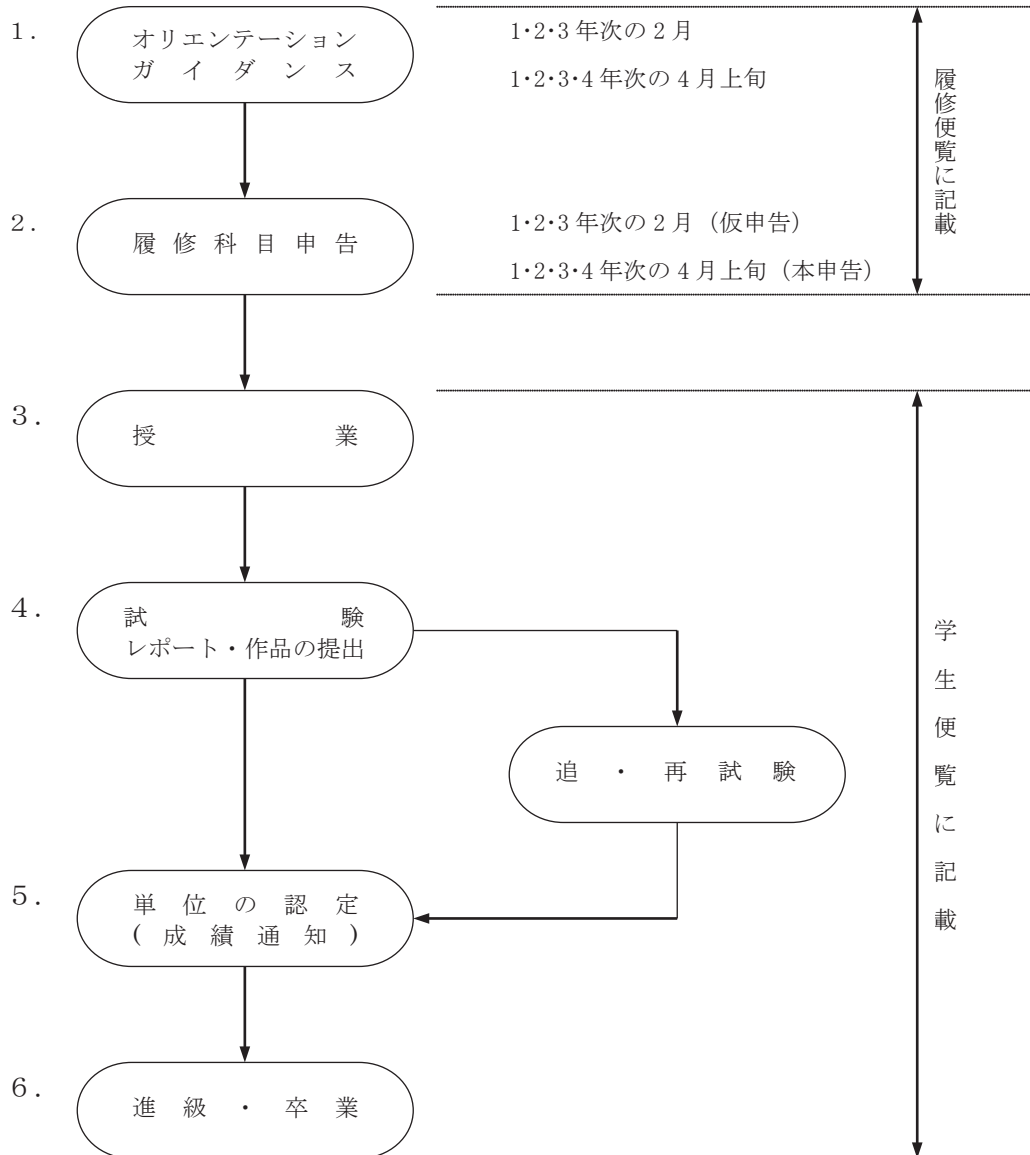 1. オリエンテーション
ガイダンス
1･2･3年次の2月
1･2･3･4年次の4月上旬
履修便覧に記載
2. 履修科目申告
1･2･3年次の2月（仮申告）
1･2･3･4年次の4月上旬（本申告）
3. 授業
4. 試験
レポート・作品の提出
追・再試験
学生便覧に記載
5. 単位の認定
(成績通知)
6. 進級・卒業